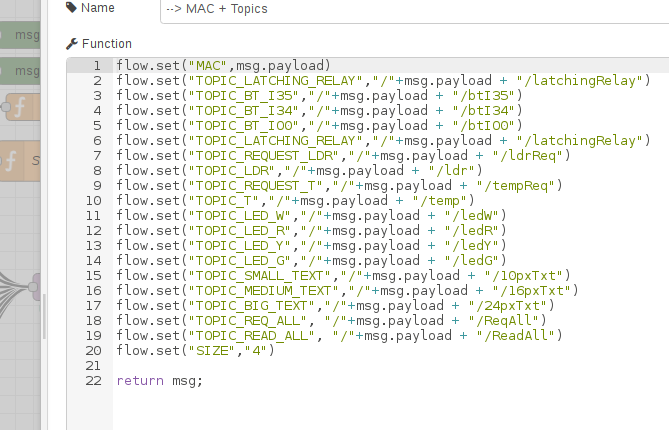 Name
--> MAC + Topics
msg
Function
msg
1 flow.set("MAC",msg.payload)
2 flow.set("TOPIC_LATCHING_RELAY","/"+msg.payload + "/latchingRelay")
3 flow.set("TOPIC_BT_I35","/"+msg.payload + "/btI35")
4 flow.set("TOPIC_BT_I34","/"+msg.payload + "/btI34")
5 flow.set("TOPIC_BT_IO0","/"+msg.payload + "/btIO0")
6 flow.set("TOPIC_LATCHING_RELAY","/"+msg.payload + "/latchingRelay")
7 flow.set("TOPIC_REQUEST_LDR","/"+msg.payload + "/ldrReq")
8 flow.set("TOPIC_LDR","/"+msg.payload + "/ldr")
9 flow.set("TOPIC_REQUEST_T","/"+msg.payload + "/tempReq")
10 flow.set("TOPIC_T","/"+msg.payload + "/temp")
11 flow.set("TOPIC_LED_W","/"+msg.payload + "/ledW")
12 flow.set("TOPIC_LED_R","/"+msg.payload + "/ledR")
13 flow.set("TOPIC_LED_Y","/"+msg.payload + "/ledY")
14 flow.set("TOPIC_LED_G","/"+msg.payload + "/ledG")
15 flow.set("TOPIC_SMALL_TEXT","/"+msg.payload + "/10pxTxt")
16 flow.set("TOPIC_MEDIUM_TEXT","/"+msg.payload + "/16pxTxt")
17 flow.set("TOPIC_BIG_TEXT","/"+msg.payload + "/24pxTxt")
18 flow.set("TOPIC_REQ_ALL", "/"+msg.payload + "/ReqAll")
19 flow.set("TOPIC_READ_ALL", "/"+msg.payload + "/ReadAll")
20 flow.set("SIZE","4")
21
22 return msg;